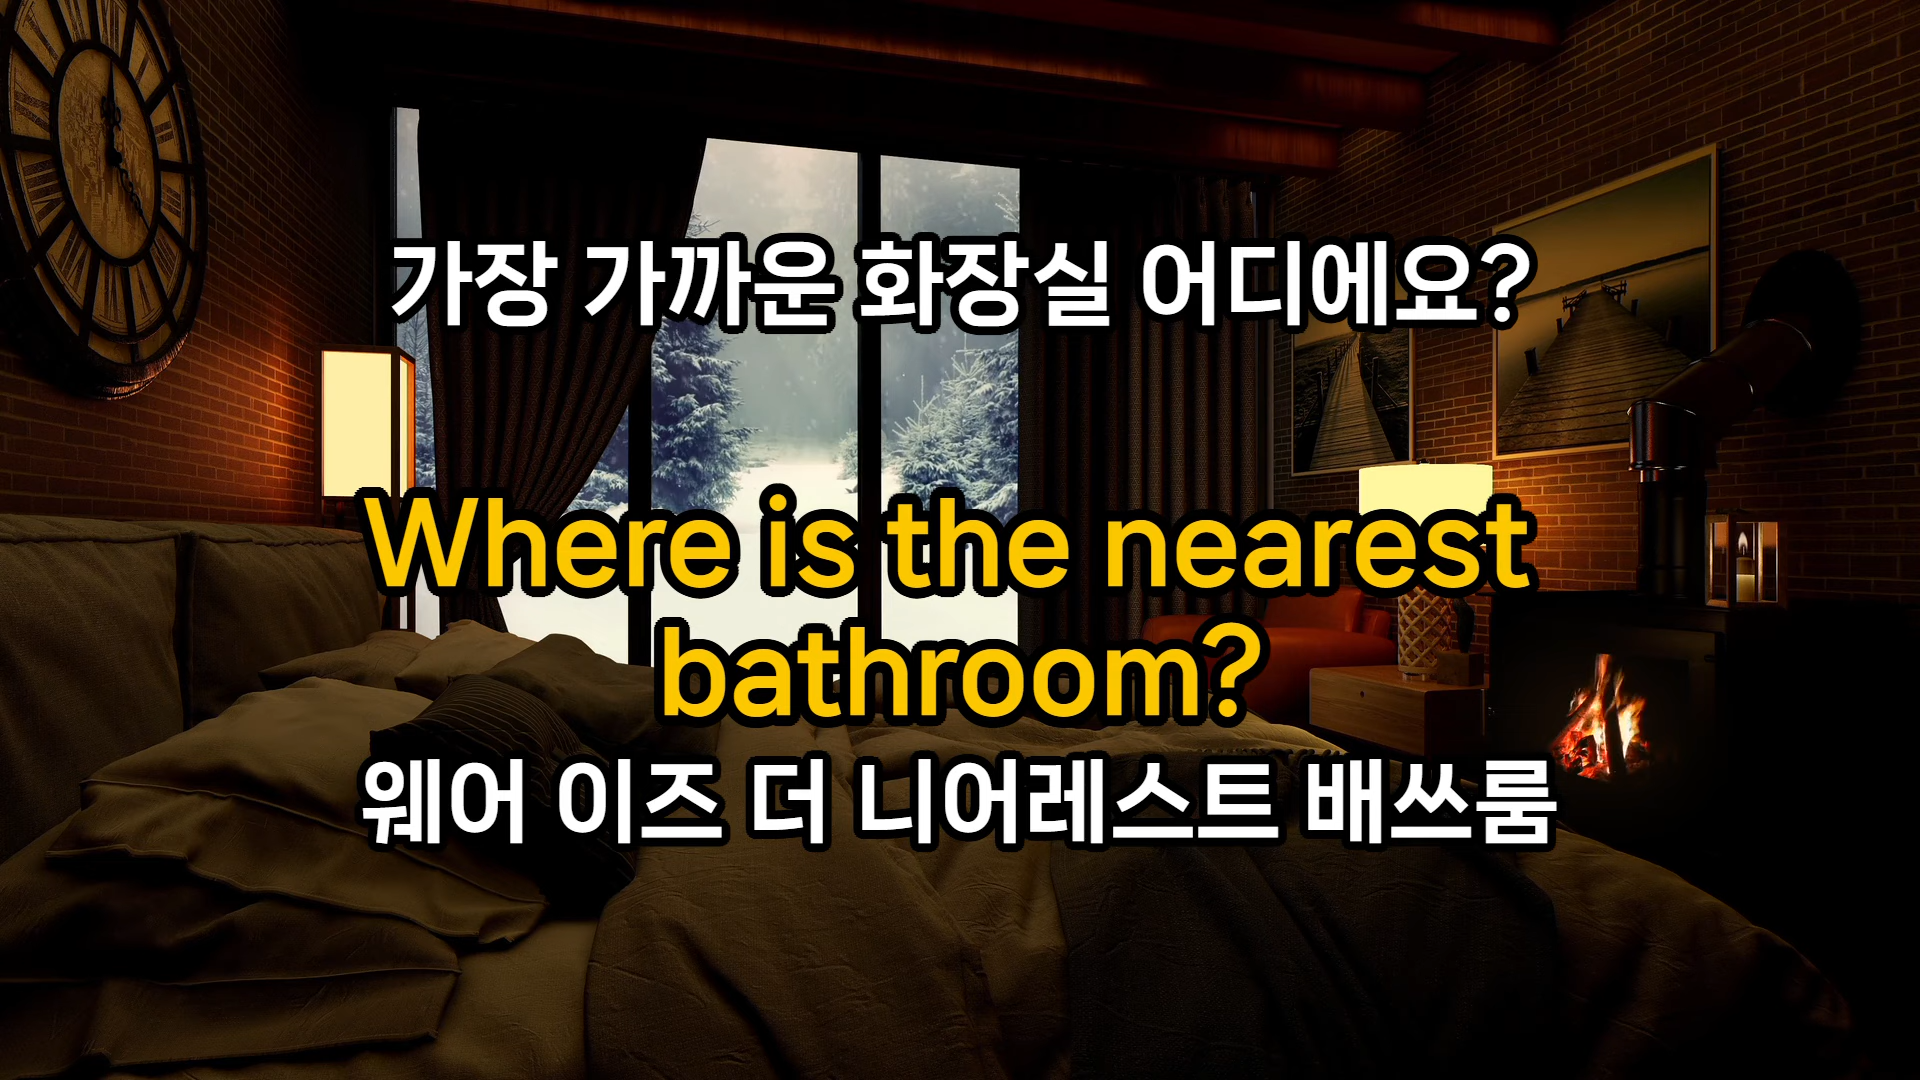 가장 가까운 화장실 어디에요?
Where is the nearest
bathroom?
웨어 이즈 더 니어레스트 배쓰룸